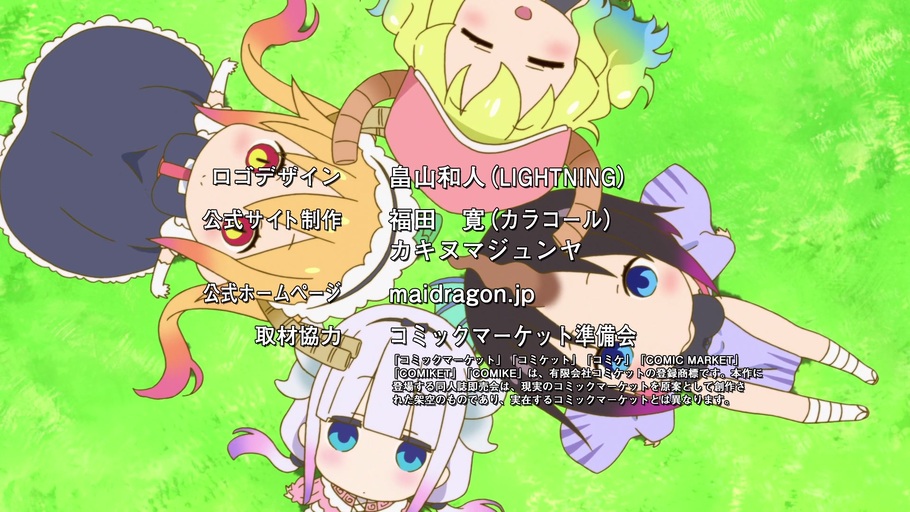 ロゴデザイン 畠山和人(LIGHTNING)
公式サイト制作 福田　寛(カラコール)
カキヌマジュンヤ
公式ホームページ maidragon.jp
取材協力 コミックマーケット準備会
「コミックマーケット」「コミケット」「コミケ」「COMIC MARKET」
「COMIKET」「COMIKE」は、有限会社コミケットの登録商標です。本作に
登場する同人誌即売会は、現実のコミックマーケットを原案として創作さ
れた架空のものであり、実在するコミックマーケットとは異なります。